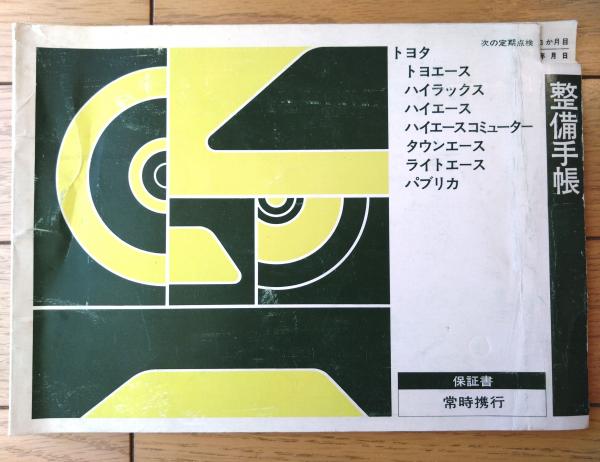 次の定期点検
か月目
年 月 日
トヨタ
トヨエース
ハイラックス
ハイエース
ハイエースコミューター
タウンエース
ライトエース
パブリカ
整備手帳
保証書
常時携行